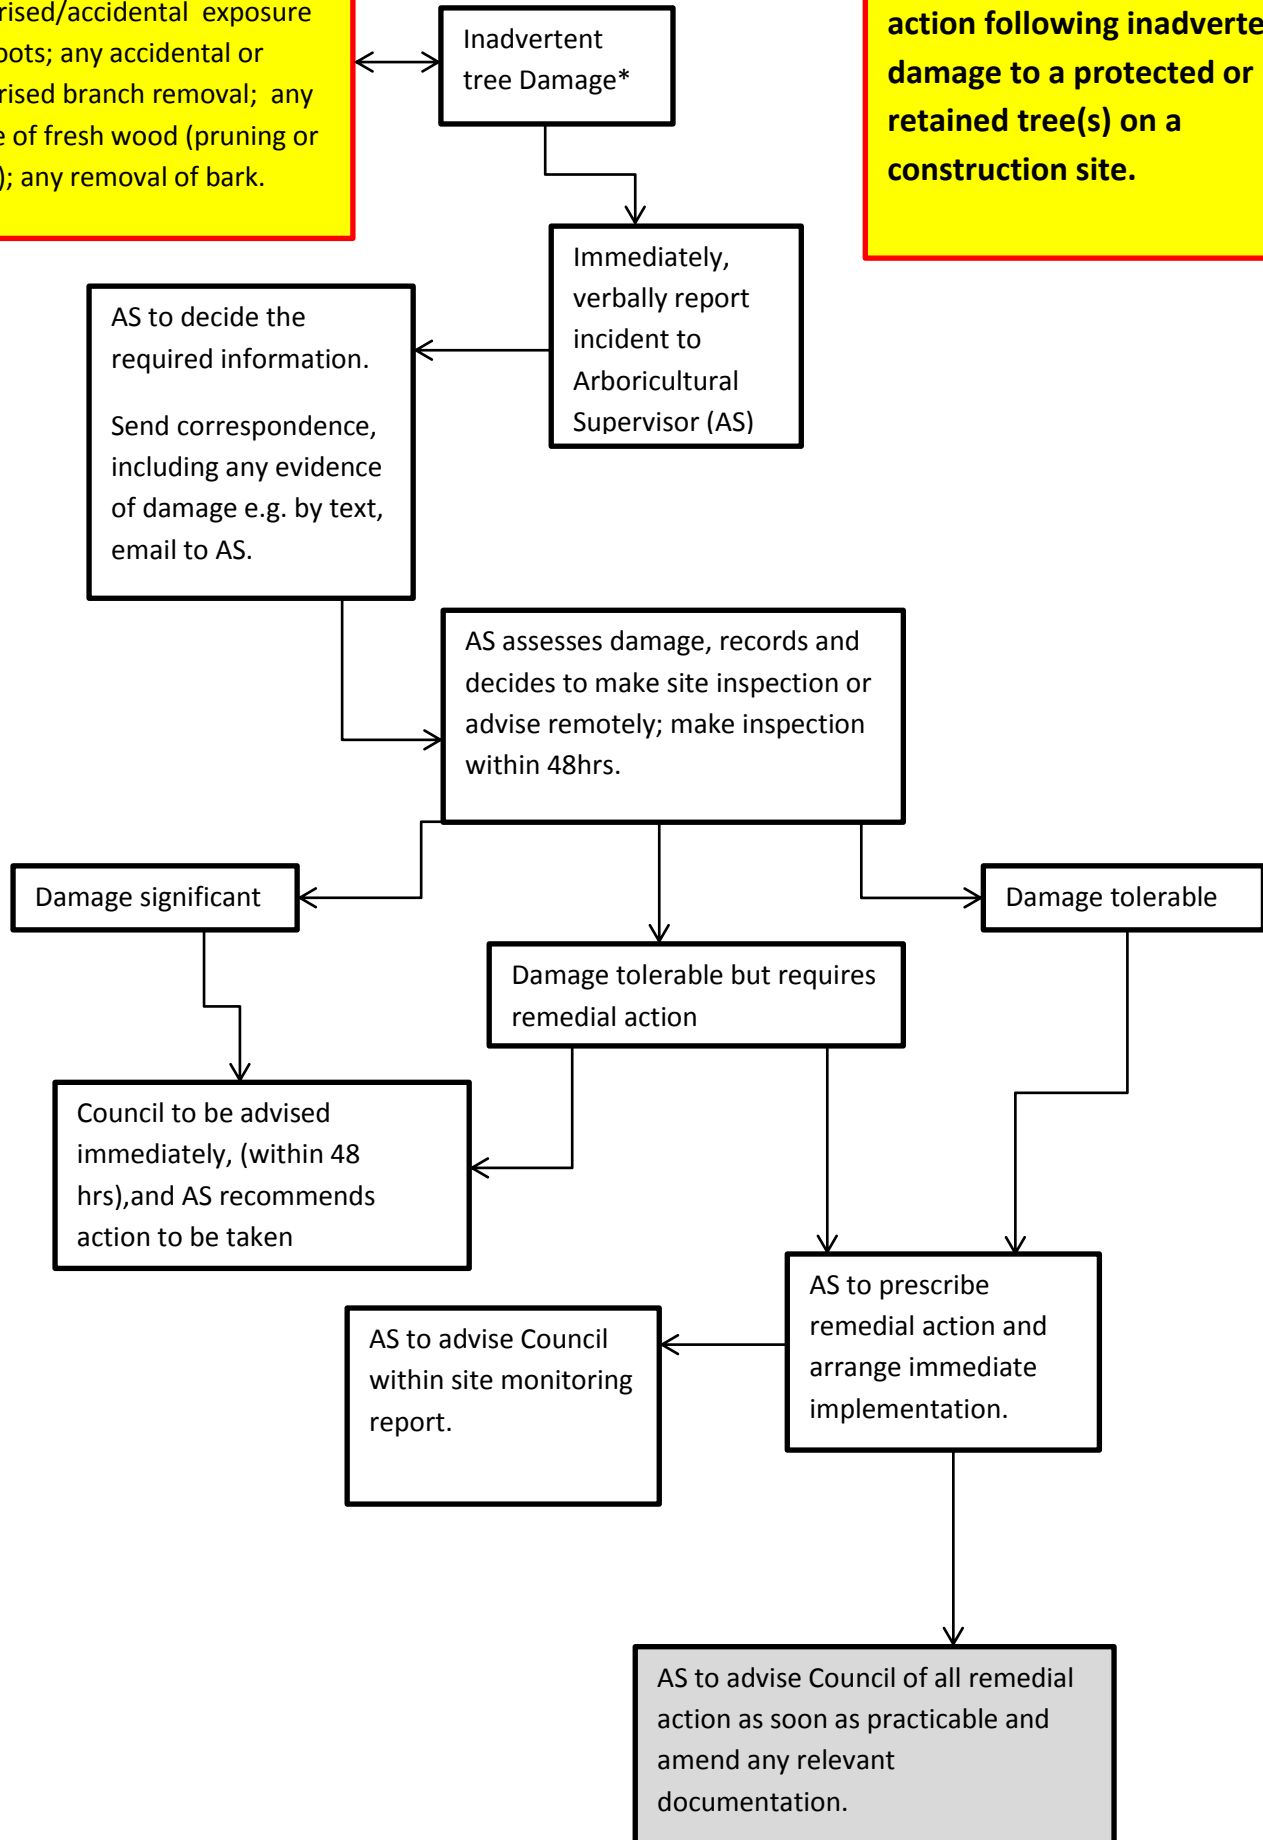 exposure
any accidental or
branch removal; any
of fresh wood (pruning or
any removal of bark.
Inadvertent
tree Damage*
action following
damage to a protected or
retained tree(s) on a
construction site.
Immediately,
verbally report
incident to
Arboricultural
Supervisor (AS)
AS to decide the
required information.
Send correspondence,
including any evidence
of damage e.g. by text,
email to AS.
AS assesses damage, records and
decides to make site inspection or
advise remotely; make inspection
within 48hrs.
Damage significant
Damage tolerable
Damage tolerable but requires
remedial action
Council to be advised
immediately, (within 48
hrs),and AS recommends
action to be taken
AS to prescribe
remedial action and
arrange immediate
implementation.
AS to advise Council
within site monitoring
report.
AS to advise Council of all remedial
action as soon as practicable and
amend any relevant
documentation.